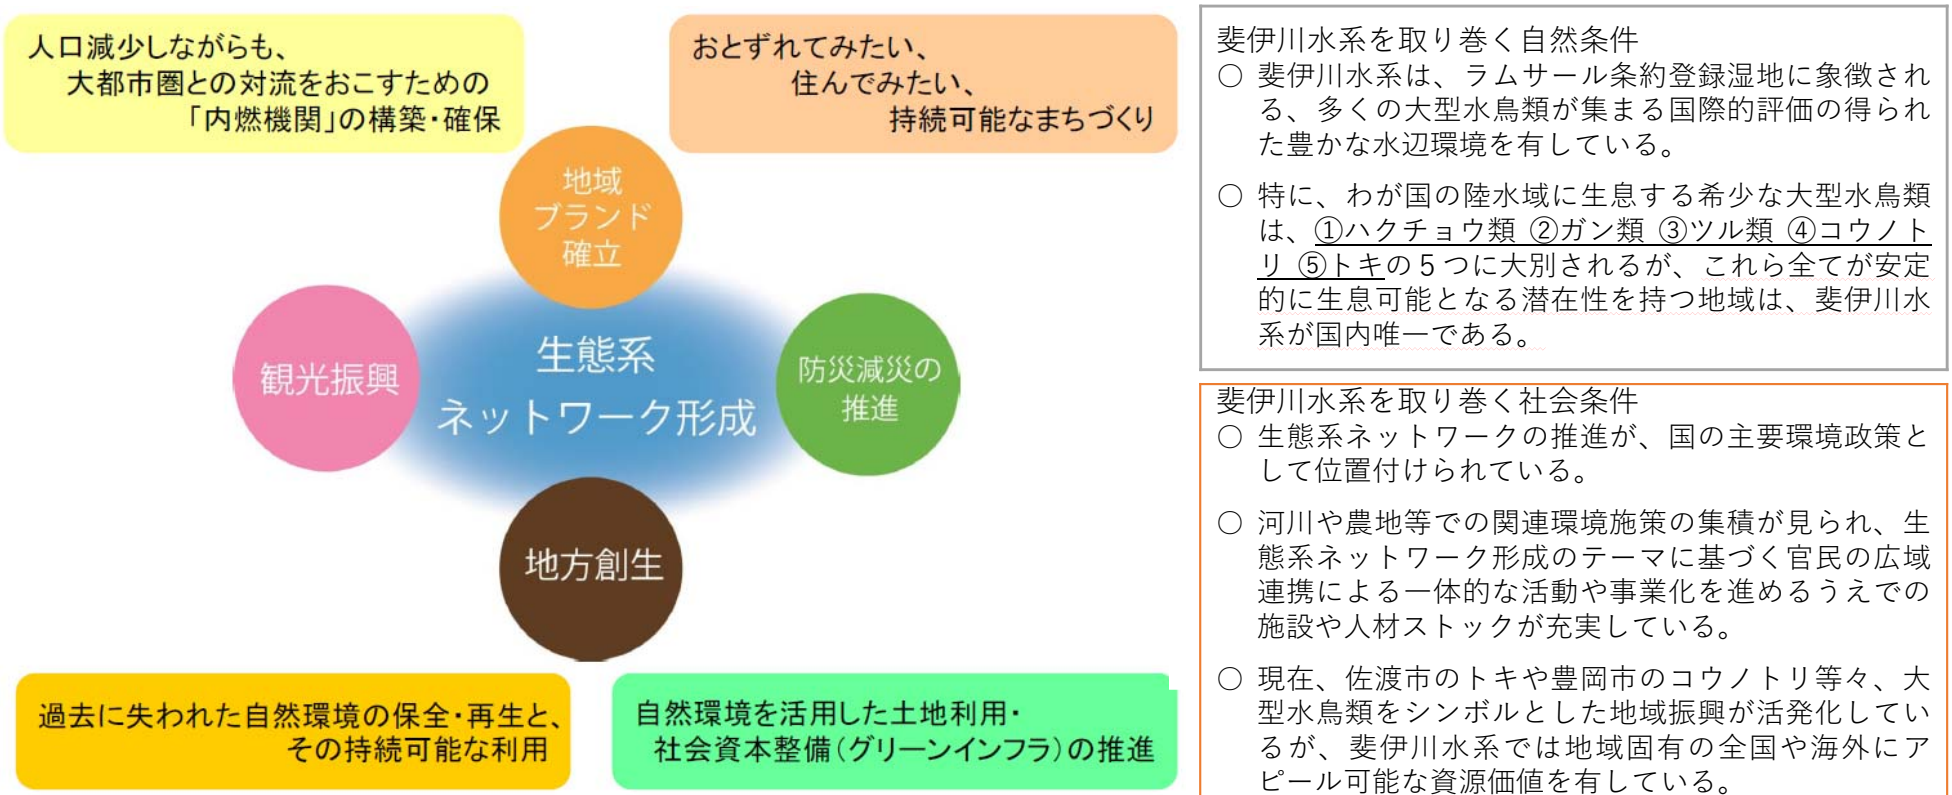 人口減少しながらも、
大都市圏との対流をおこすための
「内燃機関」の構築・確保
おとずれてみたい、
住んでみたい、
持続可能なまちづくり
地域
ブランド
確立
観光振興
生態系
ネットワーク形成
防災減災の
推進
地方創生
過去に失われた自然環境の保全・再生と、
その持続可能な利用
自然環境を活用した土地利用・
社会資本整備(グリーンインフラ)の推進
斐伊川水系を取り巻く自然条件
○ 斐伊川水系は、ラムサール条約登録湿地に象徴され
る、多くの大型水鳥類が集まる国際的評価の得られ
た豊かな水辺環境を有している。
○ 特に、わが国の陸水域に生息する希少な大型水鳥類
は、①ハクチョウ類 ②ガン類 ③ツル類 ④コウノト
リ ⑤トキの5つに大別されるが、これら全てが安定
的に生息可能となる潜在性を持つ地域は、斐伊川水
系が国内唯一である。
斐伊川水系を取り巻く社会条件
○ 生態系ネットワークの推進が、国の主要環境政策と
して位置付けられている。
○ 河川や農地等での関連環境施策の集積が見られ、生
態系ネットワーク形成のテーマに基づく官民の広域
連携による一体的な活動や事業化を進めるうえでの
施設や人材ストックが充実している。
○ 現在、佐渡市のトキや豊岡市のコウノトリ等々、大
型水鳥類をシンボルとした地域振興が活発化してい
るが、斐伊川水系では地域固有の全国や海外にア
ピール可能な資源価値を有している。